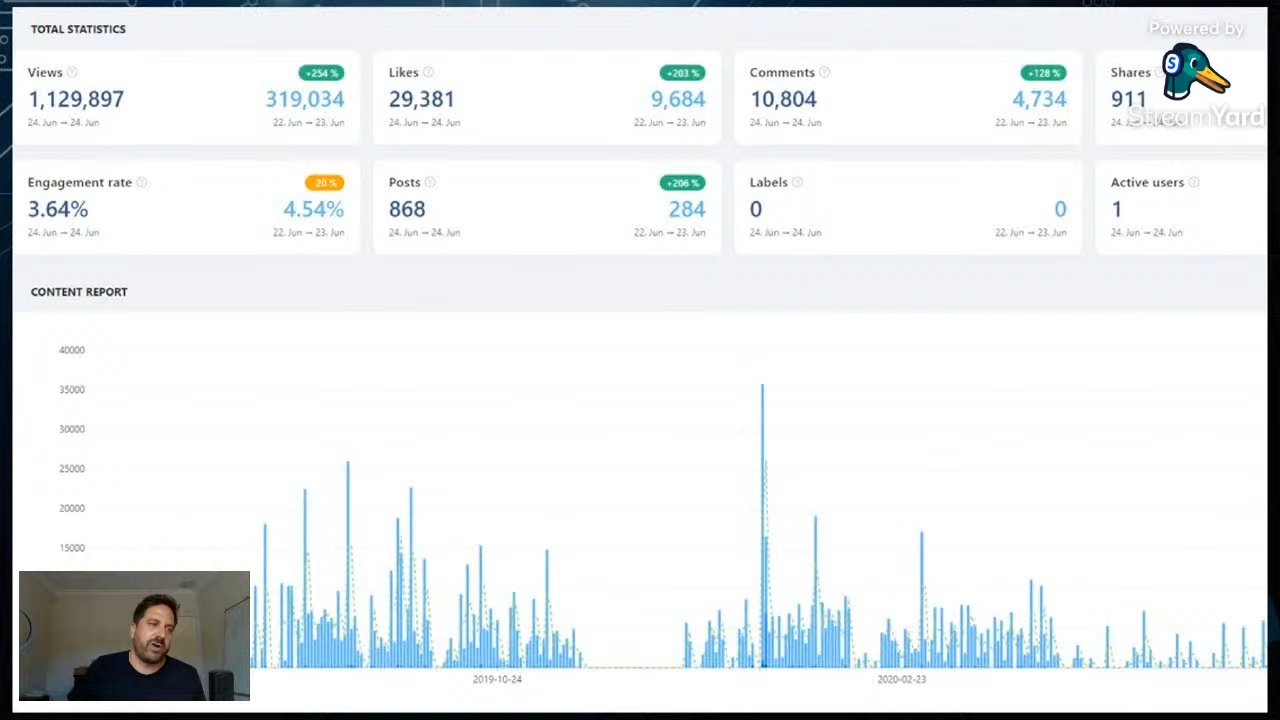 Powered by
StreamYard
TOTAL STATISTICS
Views +254 %
1,129,897 319,034
24. Jun → 24. Jun 22. Jun → 23. Jun
Likes +203 %
29,381 9,684
24. Jun → 24. Jun 22. Jun → 23. Jun
Comments +128 %
10,804 4,734
24. Jun → 24. Jun 22. Jun → 23. Jun
Shares
911
Engagement rate 20 %
3.64% 4.54%
24. Jun → 24. Jun 22. Jun → 23. Jun
Posts +206 %
868 284
24. Jun → 24. Jun 22. Jun → 23. Jun
Labels
0 0
24. Jun → 24. Jun 22. Jun → 23. Jun
Active users
1
24. Jun → 24. Jun
CONTENT REPORT
40000
35000
30000
25000
20000
15000
2019-10-24 2020-02-23